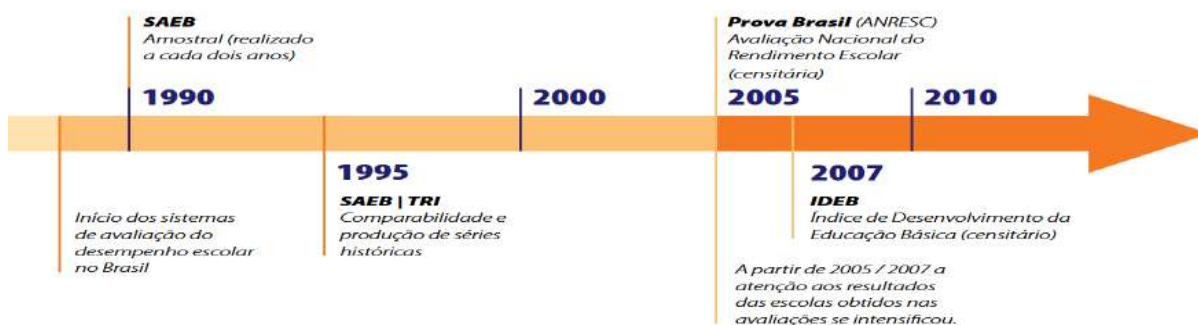 SAEB
Amostral (realizado
a cada dois anos)
Prova Brasil (ANRESC)
Avaliação Nacional do
Rendimento Escolar
(censitária)
1990
2000
2005
2010
1995
SAEB | TRI
Comparabilidade e
produção de séries
históricas
2007
IDEB
Índice de Desenvolvimento da
Educação Básica (censitário)
Início dos sistemas
de avaliação do
desempenho escolar
no Brasil
A partir de 2005 / 2007 a
atenção aos resultados
das escolas obtidos nas
avaliações se intensificou.